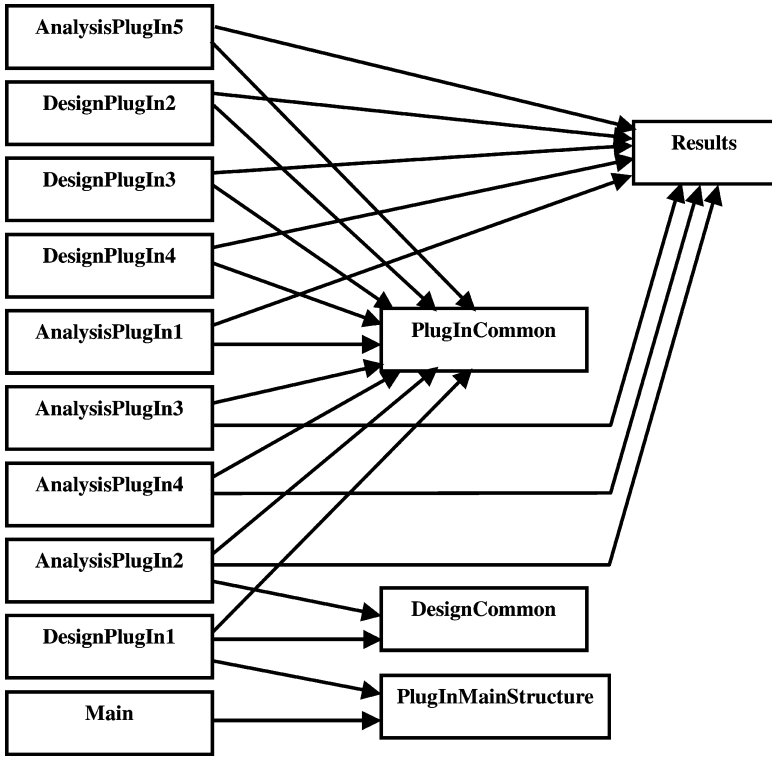 AnalysisPlugIn5
DesignPlugIn2
DesignPlugIn3
DesignPlugIn4
AnalysisPlugIn1
AnalysisPlugIn3
AnalysisPlugIn4
AnalysisPlugIn2
DesignPlugIn1
Main
PlugInCommon
DesignCommon
PlugInMainStructure
Results